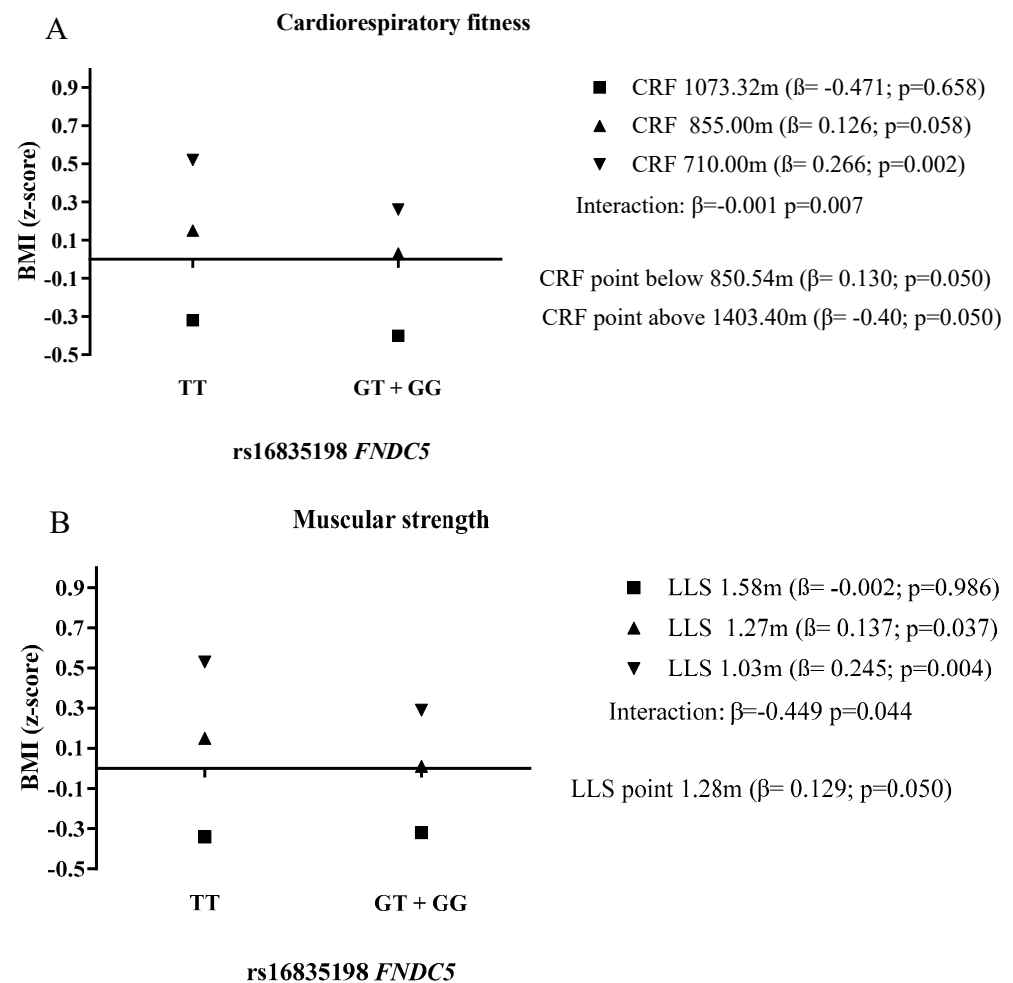 A
Cardiorespiratory fitness
BMI (z-score)
0.9
0.7
0.5
0.3
0.1
-0.1
-0.3
-0.5
TT
GT + GG
rs16835198 FNDC5
CRF 1073.32m (ß= -0.471; p=0.658)
CRF 855.00m (ß= 0.126; p=0.058)
CRF 710.00m (ß= 0.266; p=0.002)
Interaction: β=-0.001 p=0.007
CRF point below 850.54m (β= 0.130; p=0.050)
CRF point above 1403.40m (β= -0.40; p=0.050)
B
Muscular strength
BMI (z-score)
0.9
0.7
0.5
0.3
0.1
-0.1
-0.3
-0.5
TT
GT + GG
rs16835198 FNDC5
LLS 1.58m (ß= -0.002; p=0.986)
LLS 1.27m (ß= 0.137; p=0.037)
LLS 1.03m (ß= 0.245; p=0.004)
Interaction: β=-0.449 p=0.044
LLS point 1.28m (β= 0.129; p=0.050)